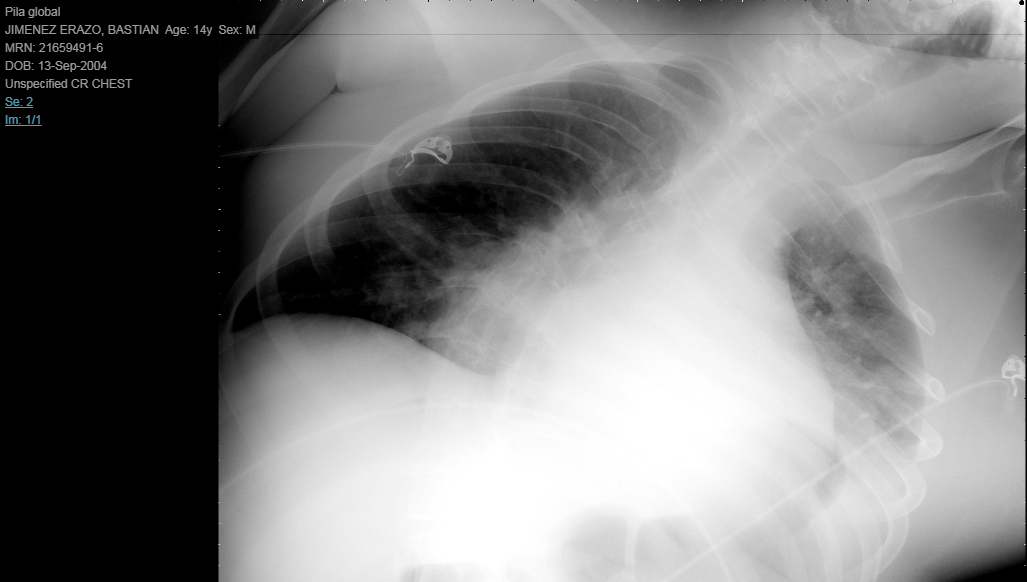 Pila global
JIMENEZ ERAZO, BASTIAN Age: 14y Sex: M
MRN: 21659491-6
DOB: 13-Sep-2004
Unspecified CR CHEST
Se: 2
Im: 1/1